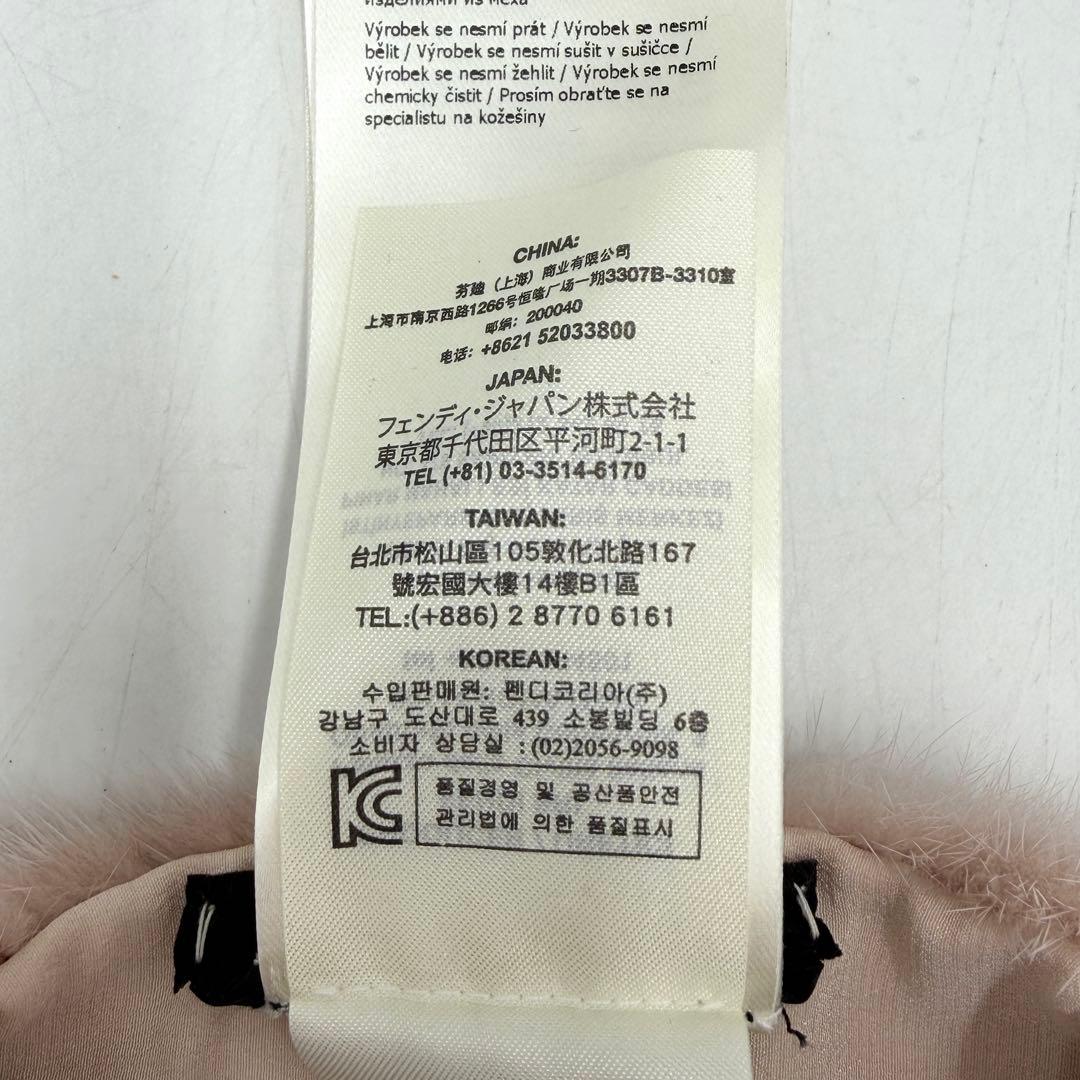 изделиями из меха
Výrobek se nesmí prát / Výrobek se nesmí
bělit / Výrobek se nesmí sušit v sušičce /
Výrobek se nesmí žehlit / Výrobek se nesmí
chemicky čistit / Prosím obraťte se na
specialistu na kožešiny
CHINA:
芬迪（上海）商业有限公司
上海市南京西路1266号恒隆广场一期3307B-3310室
邮编：200040
电话：+8621 52033800
JAPAN:
フェンディ・ジャパン株式会社
東京都千代田区平河町2-1-1
TEL (+81) 03-3514-6170
TAIWAN:
台北市松山區105敦化北路167
號宏國大樓14樓B1區
TEL.:(+886) 2 8770 6161
KOREAN:
수입판매원: 펜디코리아(주)
강남구 도산대로 439 소봉빌딩 6층
소비자 상담실 : (02)2056-9098
KC
품질경영 및 공산품안전
관리법에 의한 품질표시